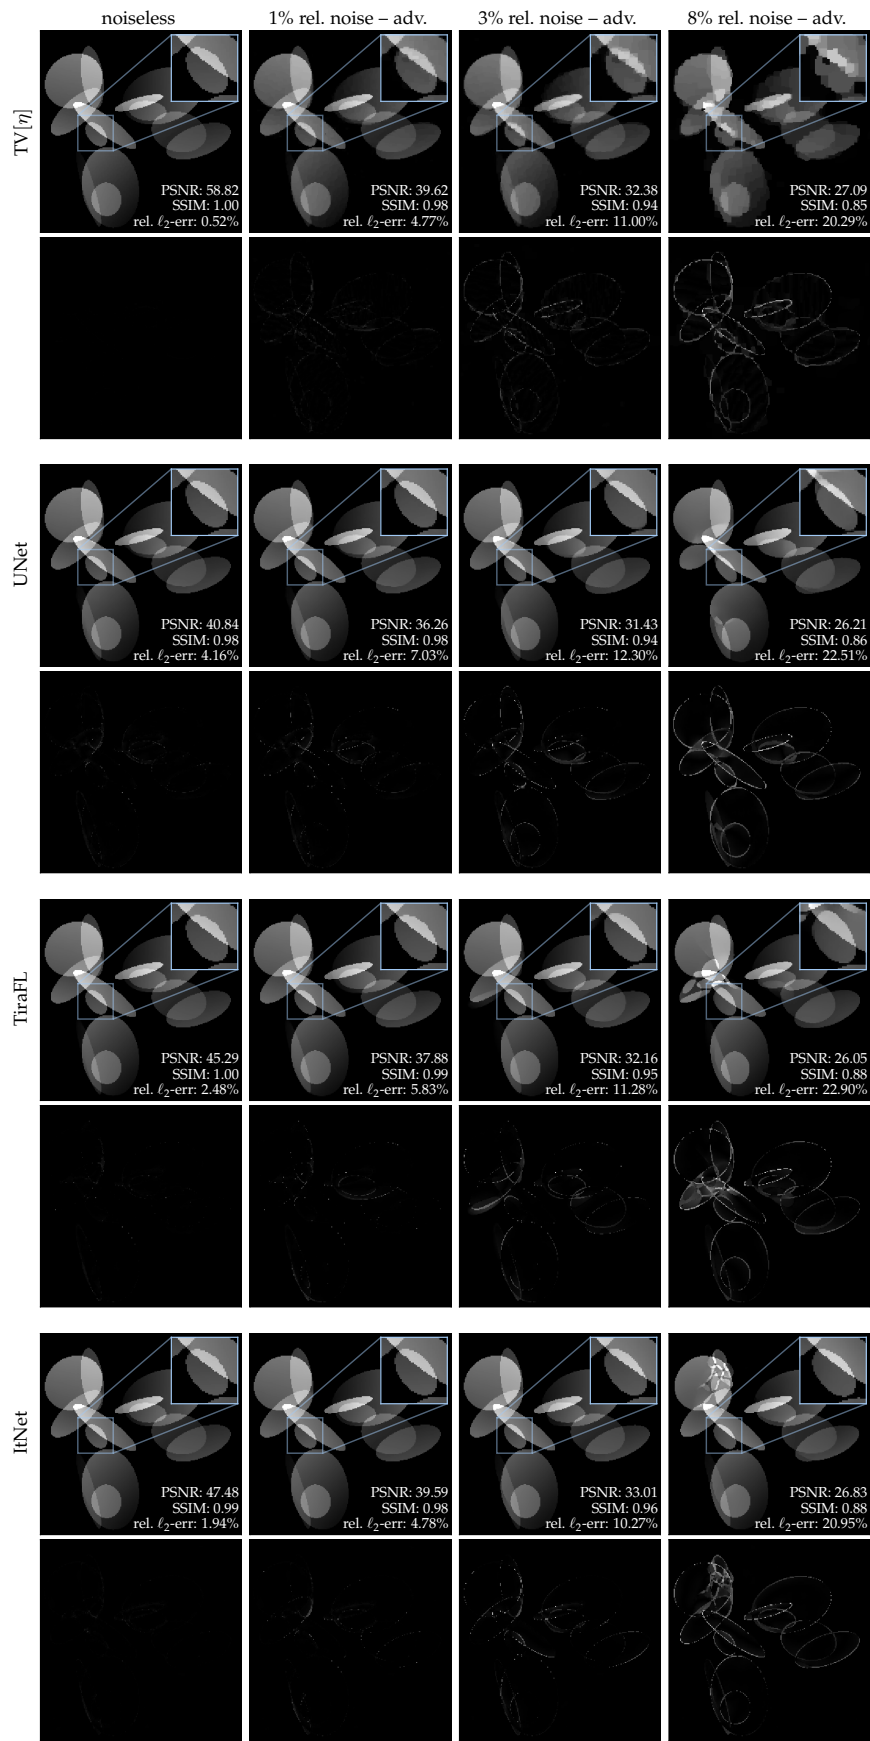 noiseless 1% rel. noise – adv. 3% rel. noise – adv. 8% rel. noise – adv.
TV[η]
PSNR: 58.82
SSIM: 1.00
rel. ℓ2-err: 0.52%
PSNR: 39.62
SSIM: 0.98
rel. ℓ2-err: 4.77%
PSNR: 32.38
SSIM: 0.94
rel. ℓ2-err: 11.00%
PSNR: 27.09
SSIM: 0.85
rel. ℓ2-err: 20.29%
UNet
PSNR: 40.84
SSIM: 0.98
rel. ℓ2-err: 4.16%
PSNR: 36.26
SSIM: 0.98
rel. ℓ2-err: 7.03%
PSNR: 31.43
SSIM: 0.94
rel. ℓ2-err: 12.30%
PSNR: 26.21
SSIM: 0.86
rel. ℓ2-err: 22.51%
TiraFL
PSNR: 45.29
SSIM: 1.00
rel. ℓ2-err: 2.48%
PSNR: 37.88
SSIM: 0.99
rel. ℓ2-err: 5.83%
PSNR: 32.16
SSIM: 0.95
rel. ℓ2-err: 11.28%
PSNR: 26.05
SSIM: 0.88
rel. ℓ2-err: 22.90%
ItNet
PSNR: 47.48
SSIM: 0.99
rel. ℓ2-err: 1.94%
PSNR: 39.59
SSIM: 0.98
rel. ℓ2-err: 4.78%
PSNR: 33.01
SSIM: 0.96
rel. ℓ2-err: 10.27%
PSNR: 26.83
SSIM: 0.88
rel. ℓ2-err: 20.95%